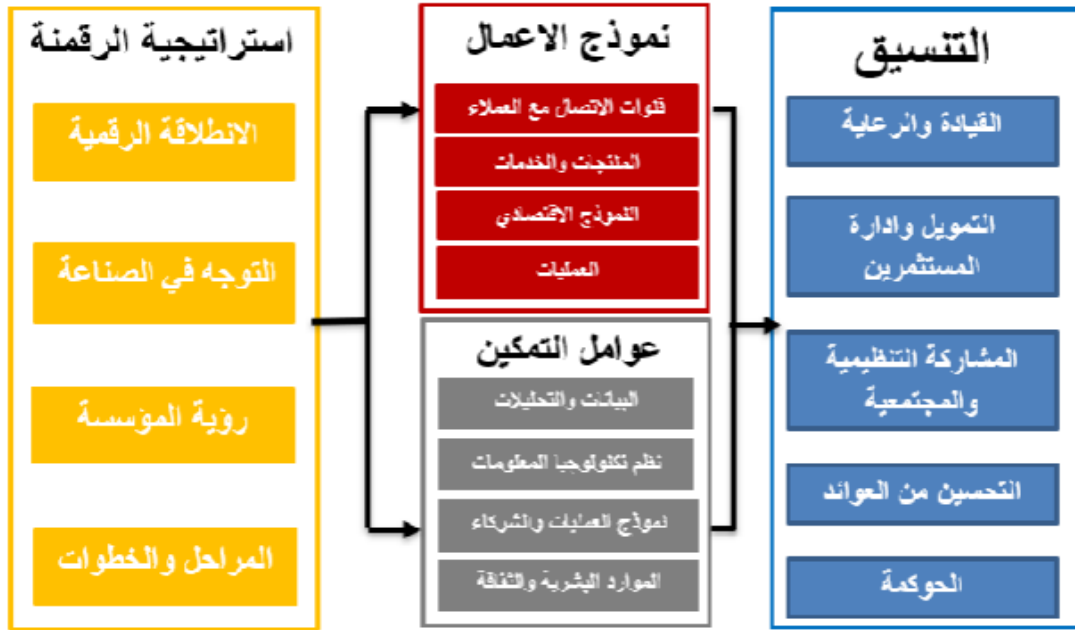 استراتيجية الرقمنة
الانطلاقة الرقمية
التوجه في الصناعة
رؤية المؤسسة
المراحل والخطوات
نموذج الاعمال
قنوات الاتصال مع العملاء
المنتجات والخدمات
النموذج الاقتصادي
العمليات
عوامل التمكين
البيانات والتحليلات
نظم تكنولوجيا المعلومات
نموذج العمليات والشركاء
الموارد البشرية والثقافة
التنسيق
القيادة والرعاية
التمويل وادارة
المستثمرين
المشاركة التنظيمية
والمجتمعية
التحسين من العوائد
الحوكمة